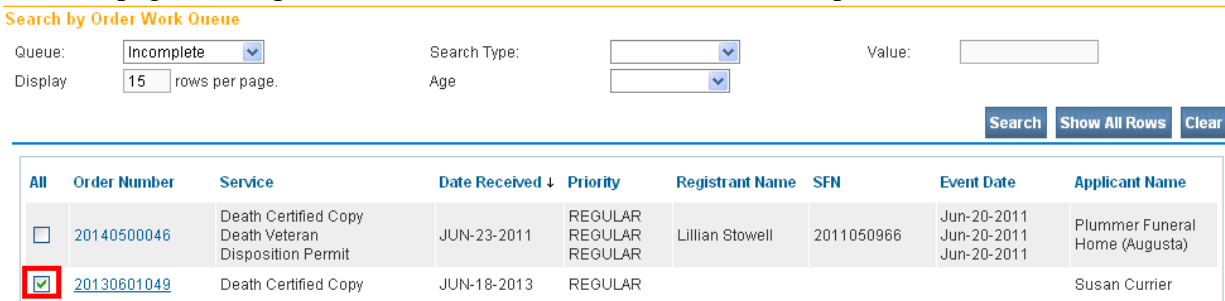 Search by Order Work Queue
Queue: Incomplete Search Type: Value:
Display 15 rows per page. Age
Search Show All Rows Clear
All Order Number Service Date Received ↓ Priority Registrant Name SFN Event Date Applicant Name
20140500046 Death Certified Copy JUN-23-2011 REGULAR Lillian Stowell 2011050966 Jun-20-2011 Plummer Funeral
Death Veteran REGULAR Jun-20-2011 Home (Augusta)
Disposition Permit REGULAR Jun-20-2011
20130601049 Death Certified Copy JUN-18-2013 REGULAR Susan Currier